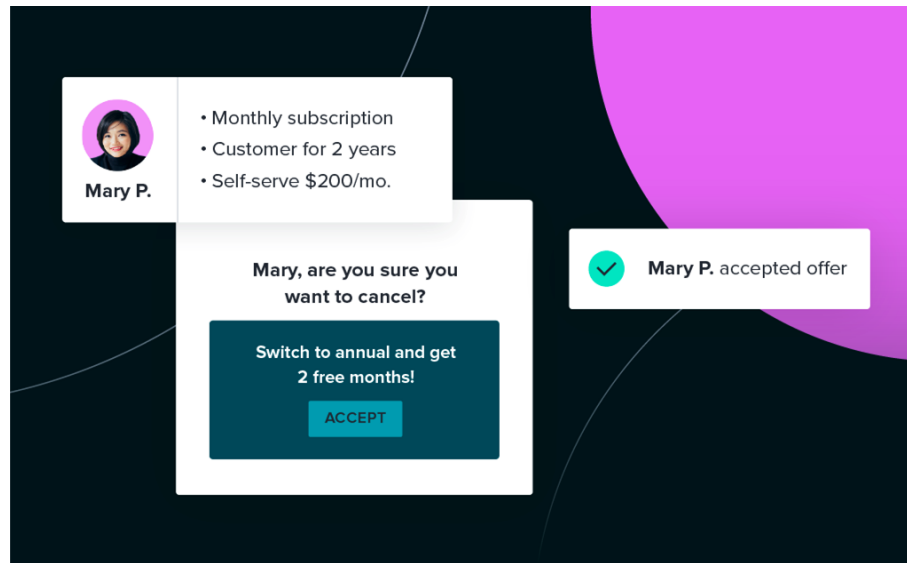 • Monthly subscription
• Customer for 2 years
• Self-serve $200/mo.
Mary P.
Mary, are you sure you
want to cancel?
Switch to annual and get
2 free months!
ACCEPT
Mary P. accepted offer